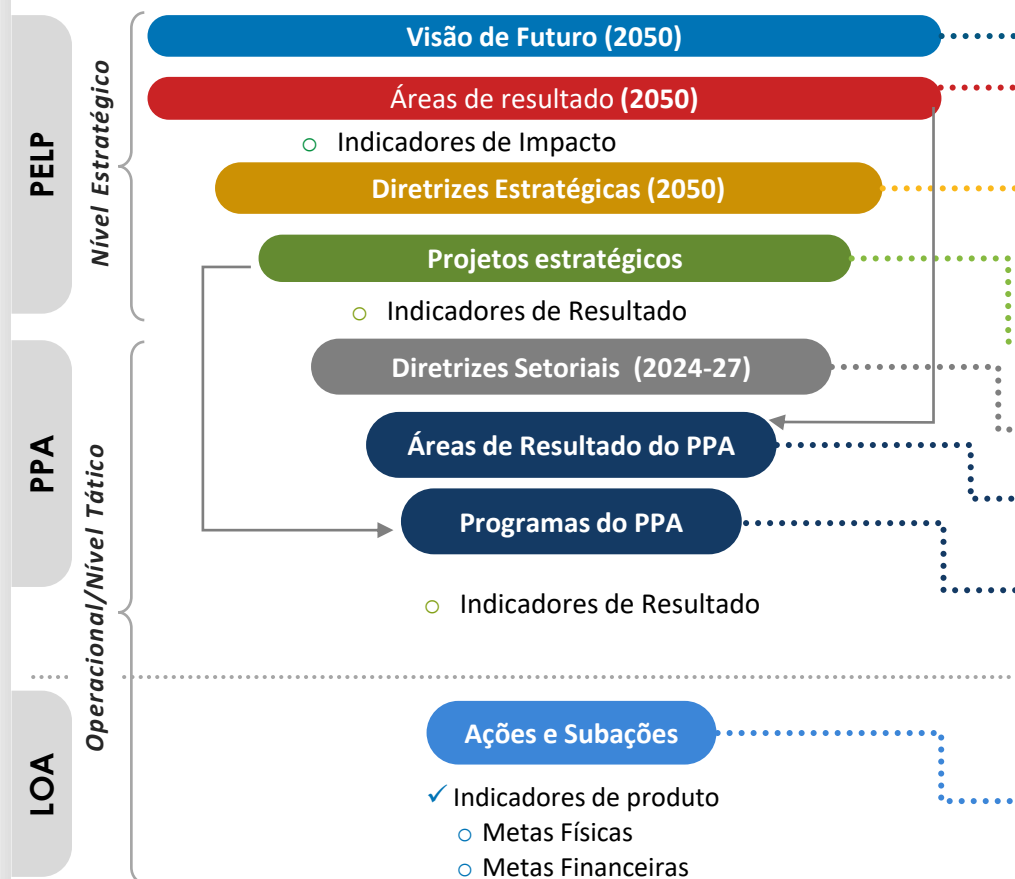 PELP
Nível Estratégico
Visão de Futuro (2050)
Áreas de resultado (2050)
Indicadores de Impacto
Diretrizes Estratégicas (2050)
Projetos estratégicos
Indicadores de Resultado
PPA
Operacional/Nível Tático
Diretrizes Setoriais (2024-27)
Áreas de Resultado do PPA
Programas do PPA
Indicadores de Resultado
LOA
Ações e Subações
Indicadores de produto
Metas Físicas
Metas Financeiras